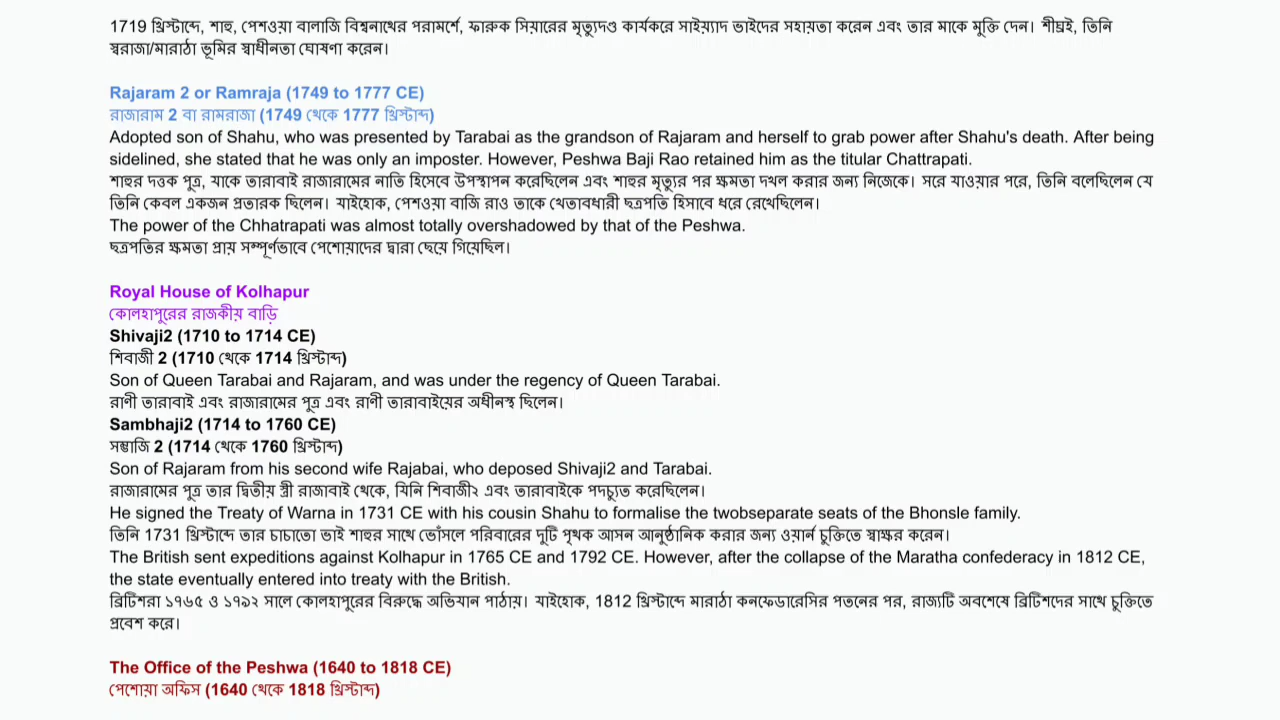 1719 খ্রিস্টাব্দে, শাহু, পেশওয়া বালাজি বিশ্বনাথের পরামর্শে, ফারুক সিয়ারের মৃত্যুদণ্ড কার্যকরে সাইয়্যাদ ভাইদের সহায়তা করেন এবং তার মাকে মুক্তি দেন। শীঘ্রই, তিনি
স্বরাজ্য/মারাঠা ভূমির স্বাধীনতা ঘোষণা করেন।
Rajaram 2 or Ramraja (1749 to 1777 CE)
রাজারাম 2 বা রামরাজা (1749 থেকে 1777 খ্রিস্টাব্দ)
Adopted son of Shahu, who was presented by Tarabai as the grandson of Rajaram and herself to grab power after Shahu's death. After being
sidelined, she stated that he was only an imposter. However, Peshwa Baji Rao retained him as the titular Chattrapati.
শাহুর দত্তক পুত্র, যাকে তারাবাই রাজারামের নাতি হিসেবে উপস্থাপন করেছিলেন এবং শাহুর মৃত্যুর পর ক্ষমতা দখল করার জন্য নিজেকে। সরে যাওয়ার পরে, তিনি বলেছিলেন যে
তিনি কেবল একজন প্রতারক ছিলেন। যাইহোক, পেশওয়া বাজি রাও তাকে খেতাবধারী ছত্রপতি হিসাবে ধরে রেখেছিলেন।
The power of the Chhatrapati was almost totally overshadowed by that of the Peshwa.
ছত্রপতির ক্ষমতা প্রায় সম্পূর্ণভাবে পেশোয়াদের দ্বারা ছেয়ে গিয়েছিল।
Royal House of Kolhapur
কোলহাপুরের রাজকীয় বাড়ি
Shivaji2 (1710 to 1714 CE)
শিবাজী 2 (1710 থেকে 1714 খ্রিস্টাব্দ)
Son of Queen Tarabai and Rajaram, and was under the regency of Queen Tarabai.
রাণী তারাবাই এবং রাজারামের পুত্র এবং রাণী তারাবাইয়ের অধীনস্থ ছিলেন।
Sambhaji2 (1714 to 1760 CE)
সম্ভাজি 2 (1714 থেকে 1760 খ্রিস্টাব্দ)
Son of Rajaram from his second wife Rajabai, who deposed Shivaji2 and Tarabai.
রাজারামের পুত্র তার দ্বিতীয় স্ত্রী রাজাবাই থেকে, যিনি শিবাজী২ এবং তারাবাইকে পদচ্যুত করেছিলেন।
He signed the Treaty of Warna in 1731 CE with his cousin Shahu to formalise the twobseparate seats of the Bhonsle family.
তিনি 1731 খ্রিস্টাব্দে তার চাচাতো ভাই শাহুর সাথে ভোঁসলে পরিবারের দুটি পৃথক আসন আনুষ্ঠানিক করার জন্য ওয়ার্ন চুক্তিতে স্বাক্ষর করেন।
The British sent expeditions against Kolhapur in 1765 CE and 1792 CE. However, after the collapse of the Maratha confederacy in 1812 CE,
the state eventually entered into treaty with the British.
ব্রিটিশরা ১৭৬৫ ও ১৭৯২ সালে কোলহাপুরের বিরুদ্ধে অভিযান পাঠায়। যাইহোক, 1812 খ্রিস্টাব্দে মারাঠা কনফেডারেসির পতনের পর, রাজ্যটি অবশেষে ব্রিটিশদের সাথে চুক্তিতে
প্রবেশ করে।
The Office of the Peshwa (1640 to 1818 CE)
পেশোয়া অফিস (1640 থেকে 1818 খ্রিস্টাব্দ)